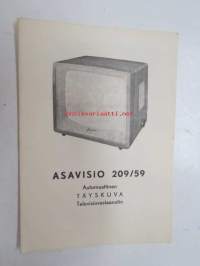 ASAVISIO 209/59
Automaattinen
TÄYSKUVA
Televisiovastaanotin